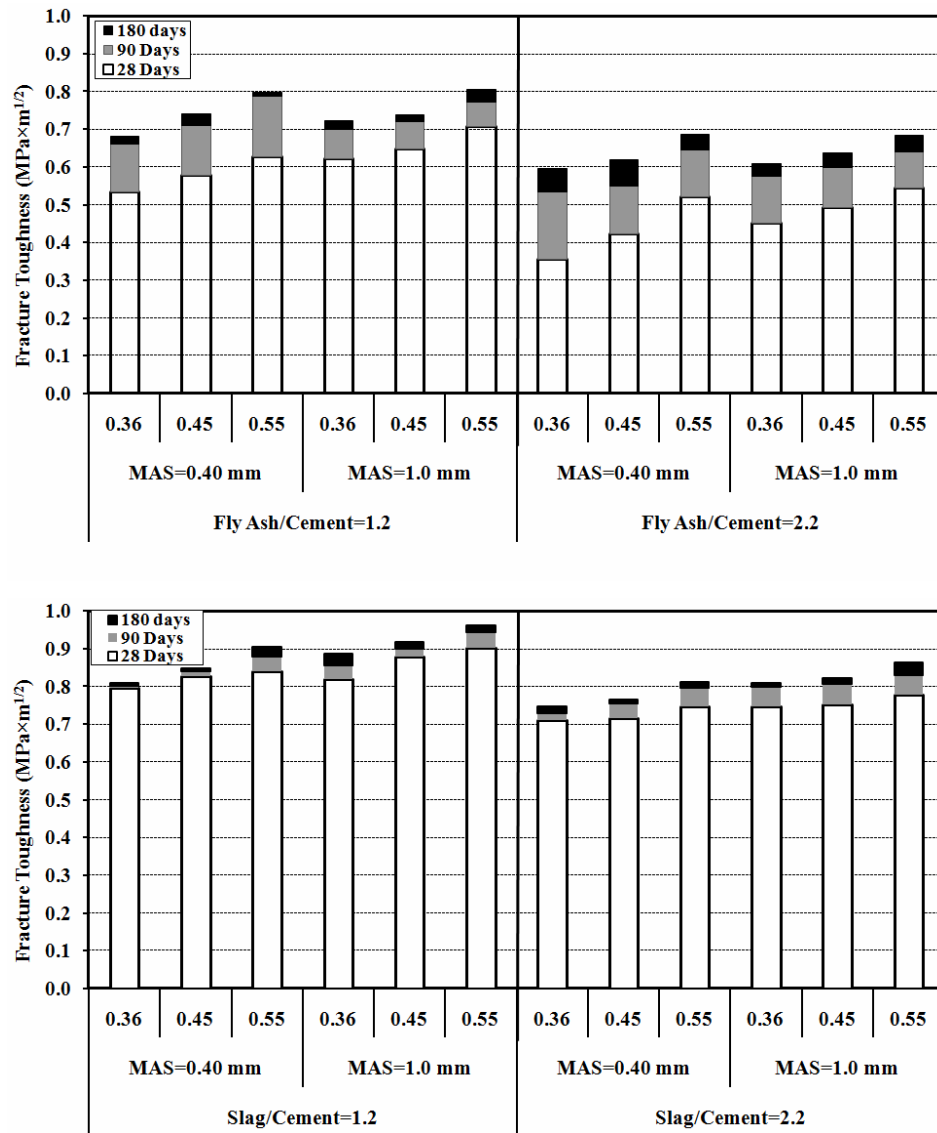 180 days
90 Days
28 Days
Fracture Toughness (MPa×m^1/2)
1.0
0.9
0.8
0.7
0.6
0.5
0.4
0.3
0.2
0.1
0.0
0.36 0.45 0.55 0.36 0.45 0.55 0.36 0.45 0.55 0.36 0.45 0.55
MAS=0.40 mm MAS=1.0 mm MAS=0.40 mm MAS=1.0 mm
Fly Ash/Cement=1.2 Fly Ash/Cement=2.2
180 days
90 Days
28 Days
Fracture Toughness (MPa×m^1/2)
1.0
0.9
0.8
0.7
0.6
0.5
0.4
0.3
0.2
0.1
0.0
0.36 0.45 0.55 0.36 0.45 0.55 0.36 0.45 0.55 0.36 0.45 0.55
MAS=0.40 mm MAS=1.0 mm MAS=0.40 mm MAS=1.0 mm
Slag/Cement=1.2 Slag/Cement=2.2